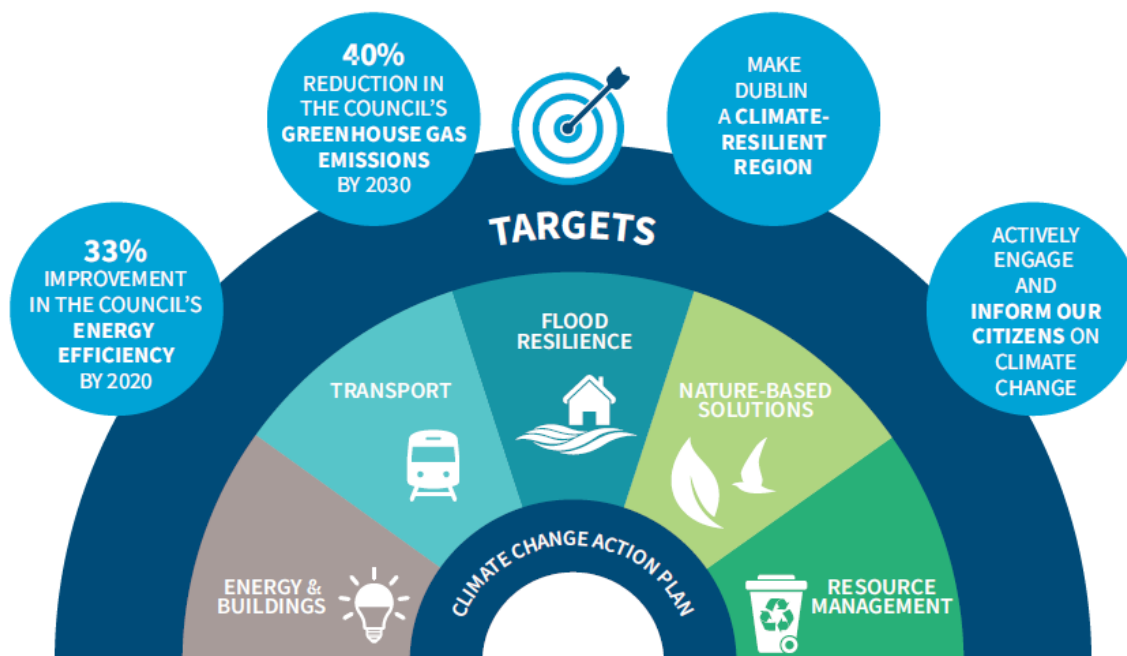 40%
REDUCTION IN
THE COUNCIL'S
GREENHOUSE GAS
EMISSIONS
BY 2030
MAKE
DUBLIN
A CLIMATE-
RESILIENT
REGION
33%
IMPROVEMENT
IN THE COUNCIL'S
ENERGY
EFFICIENCY
BY 2020
ACTIVELY
ENGAGE
AND
INFORM OUR
CITIZENS ON
CLIMATE
CHANGE
TARGETS
ENERGY &
BUILDINGS
TRANSPORT
FLOOD
RESILIENCE
NATURE-BASED
SOLUTIONS
RESOURCE
MANAGEMENT
CLIMATE CHANGE ACTION PLAN